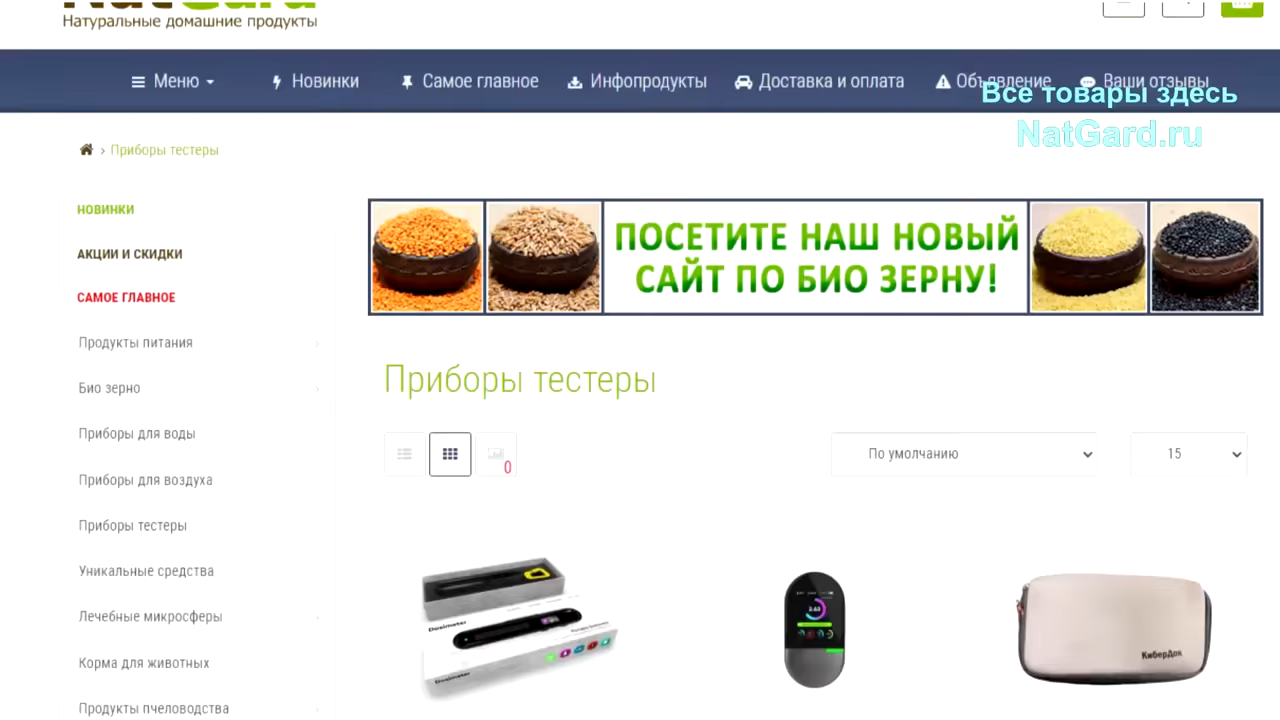 NatGard
Натуральные домашние продукты
Меню
Новинки
Самое главное
Инфопродукты
Доставка и оплата
Объявление
Ваши отзывы
Все товары здесь
NatGard.ru
Приборы тестеры
НОВИНКИ
АКЦИИ И СКИДКИ
САМОЕ ГЛАВНОЕ
Продукты питания
Био зерно
Приборы для воды
Приборы для воздуха
Приборы тестеры
Уникальные средства
Лечебные микросферы
Корма для животных
Продукты пчеловодства
ПОСЕТИТЕ НАШ НОВЫЙ
САЙТ ПО БИО ЗЕРНУ!
Приборы тестеры
0
По умолчанию
15
Dosimeter
Dosimeter
КиберДок